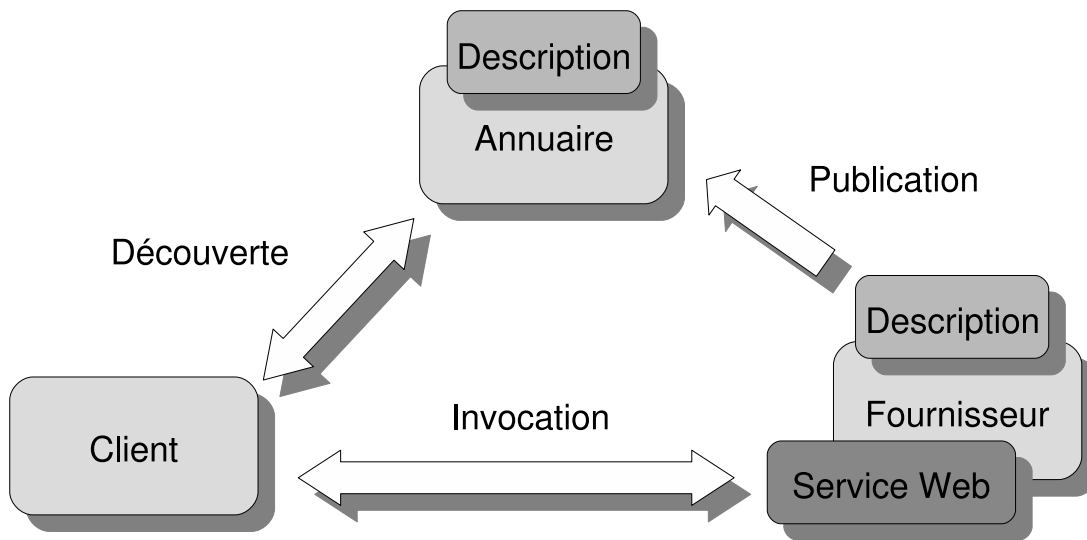 Description
Annuaire
Publication
Découverte
Description
Fournisseur
Invocation
Client
Service Web